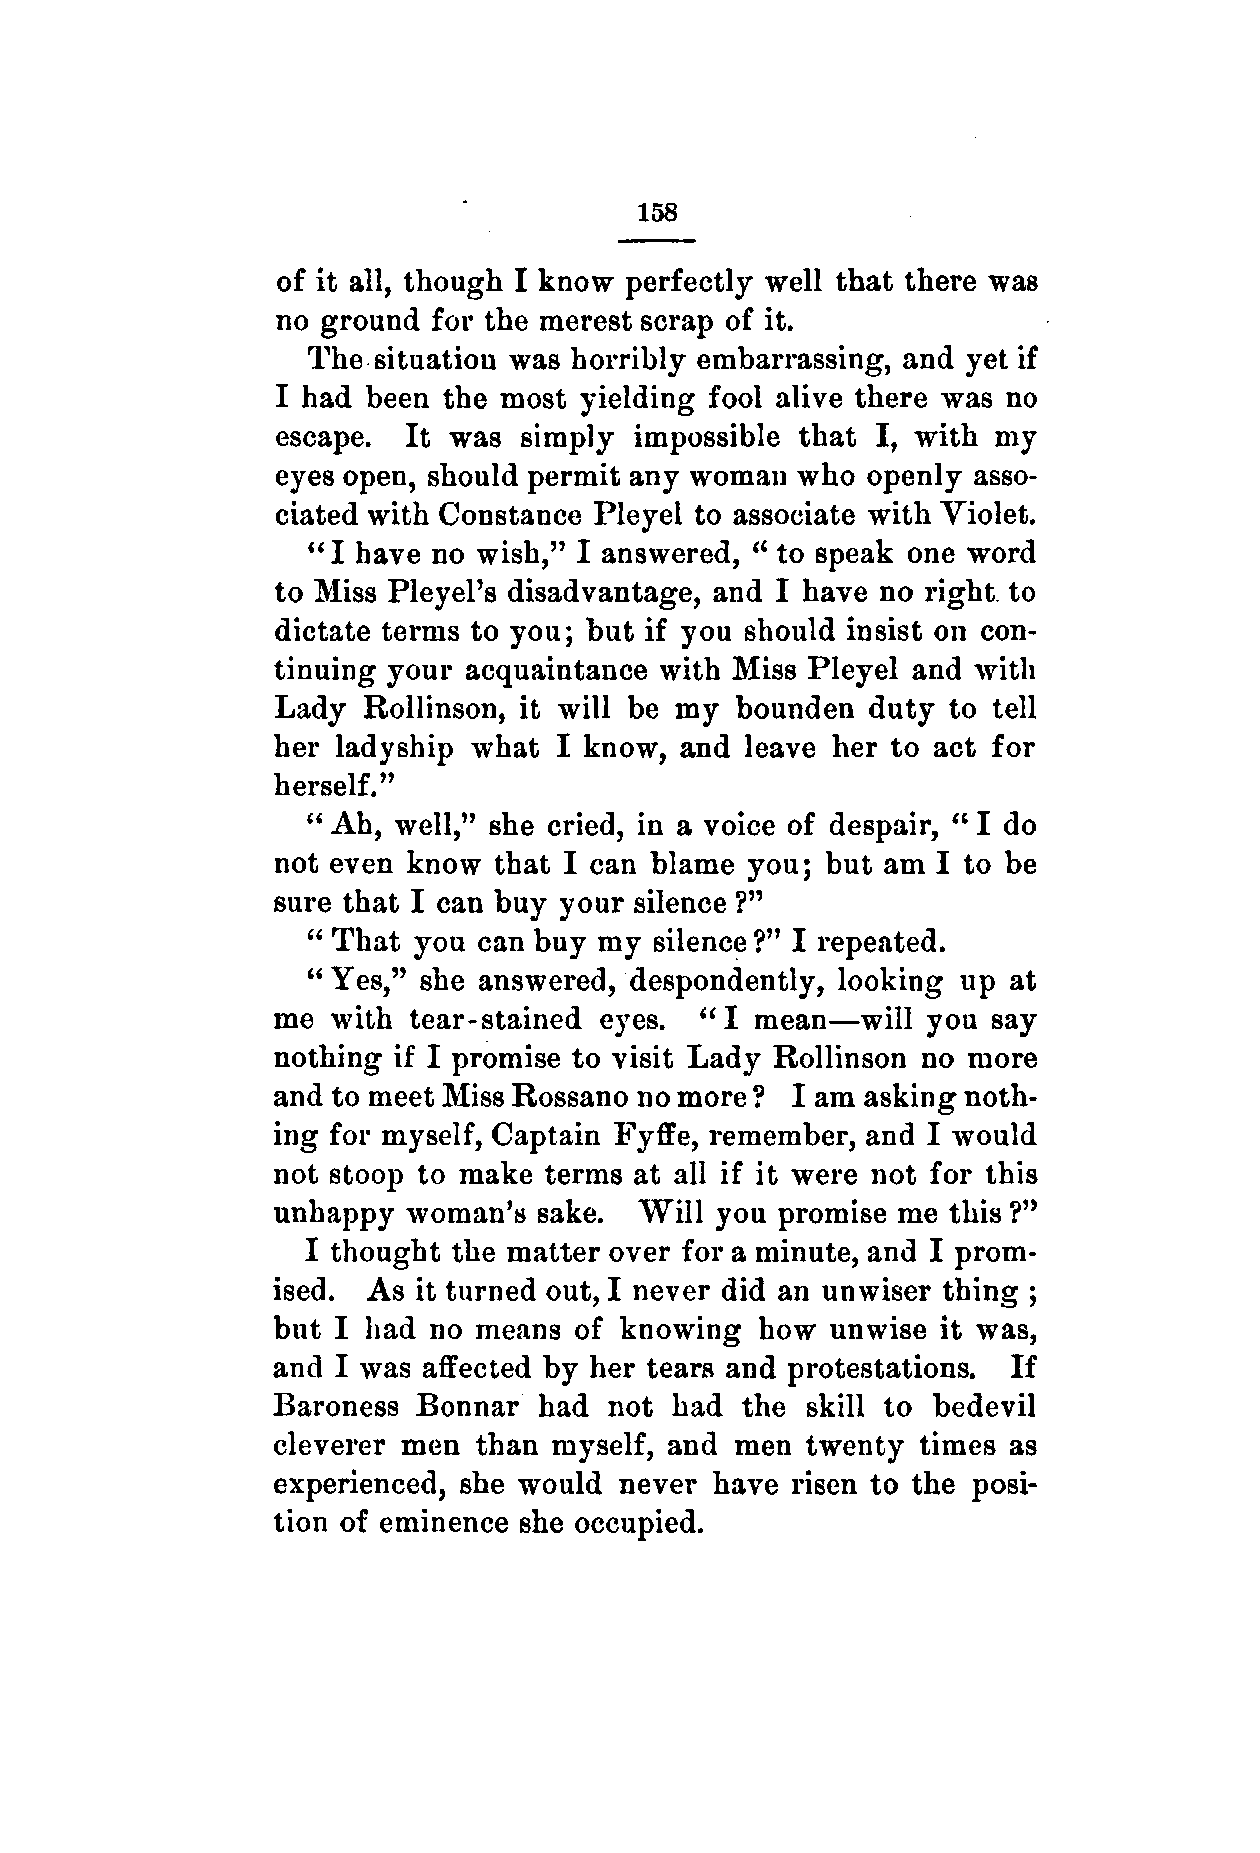 158
of it all, though I know perfectly well that there was
no ground for the merest scrap of it.
The situation was horribly embarrassing, and yet if
I had been the most yielding fool alive there was no
escape. It was simply impossible that I, with my
eyes open, should permit any woman who openly asso-
ciated with Constance Pleyel to associate with Violet.
"I have no wish," I answered, "to speak one word
to Miss Pleyel's disadvantage, and I have no right to
dictate terms to you; but if you should insist on con-
tinuing your acquaintance with Miss Pleyel and with
Lady Rollinson, it will be my bounden duty to tell
her ladyship what I know, and leave her to act for
herself."
"Ah, well," she cried, in a voice of despair, "I do
not even know that I can blame you; but am I to be
sure that I can buy your silence?"
"That you can buy my silence?" I repeated.
"Yes," she answered, despondently, looking up at
me with tear-stained eyes. "I mean—will you say
nothing if I promise to visit Lady Rollinson no more
and to meet Miss Rossano no more? I am asking noth-
ing for myself, Captain Fyffe, remember, and I would
not stoop to make terms at all if it were not for this
unhappy woman's sake. Will you promise me this?"
I thought the matter over for a minute, and I prom-
ised. As it turned out, I never did an unwiser thing;
but I had no means of knowing how unwise it was,
and I was affected by her tears and protestations. If
Baroness Bonnar had not had the skill to bedevil
cleverer men than myself, and men twenty times as
experienced, she would never have risen to the posi-
tion of eminence she occupied.